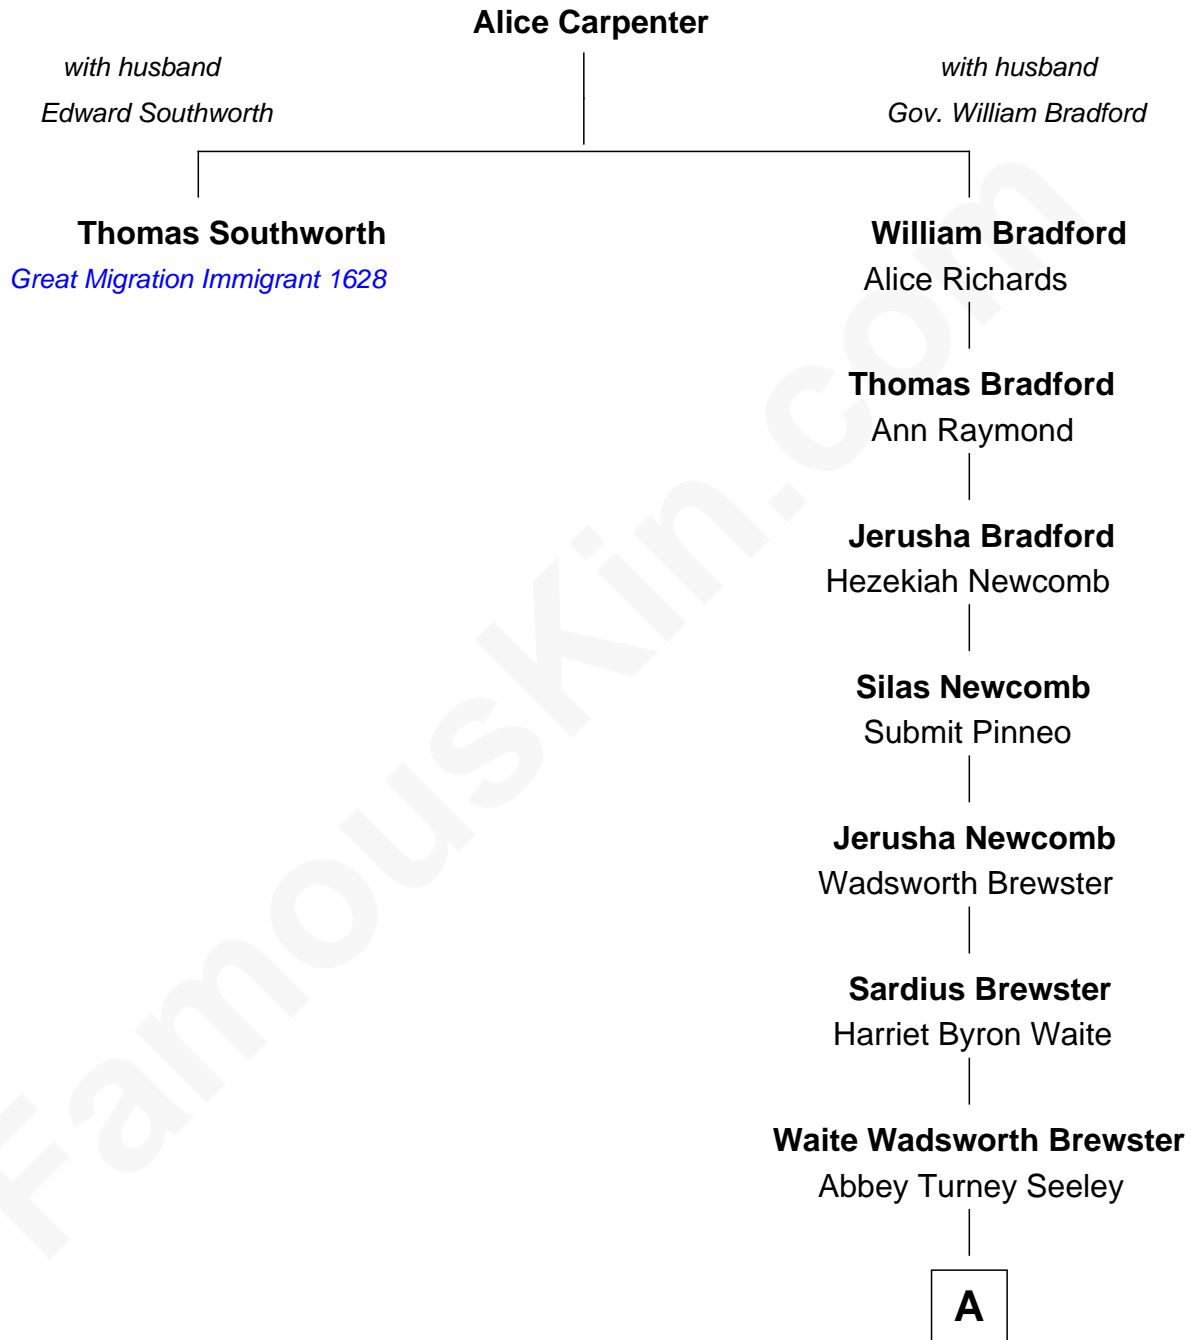 Alice Carpenter
with husband
Edward Southworth
with husband
Gov. William Bradford
Thomas Southworth
Great Migration Immigrant 1628
William Bradford
Alice Richards
Thomas Bradford
Ann Raymond
Jerusha Bradford
Hezekiah Newcomb
Silas Newcomb
Submit Pinneo
Jerusha Newcomb
Wadsworth Brewster
Sardius Brewster
Harriet Byron Waite
Waite Wadsworth Brewster
Abbey Turney Seeley
A
FamousKin.com